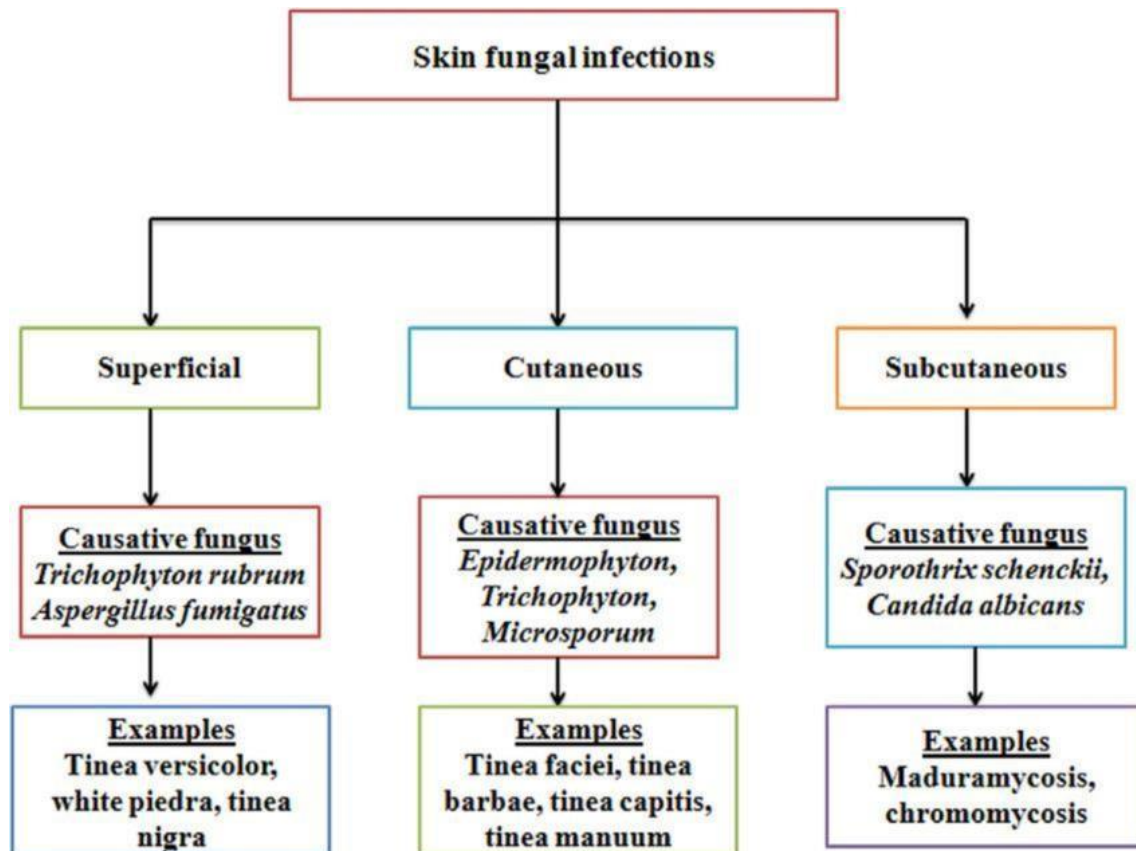 Skin fungal infections
Superficial
Cutaneous
Subcutaneous
Causative fungus
Trichophyton rubrum
Aspergillus fumigatus
Causative fungus
Epidermophyton,
Trichophyton,
Microsporum
Causative fungus
Sporothrix schenckii,
Candida albicans
Examples
Tinea versicolor,
white piedra, tinea
nigra
Examples
Tinea faciei, tinea
barbae, tinea capitis,
tinea manuum
Examples
Maduramycosis,
chromomycosis